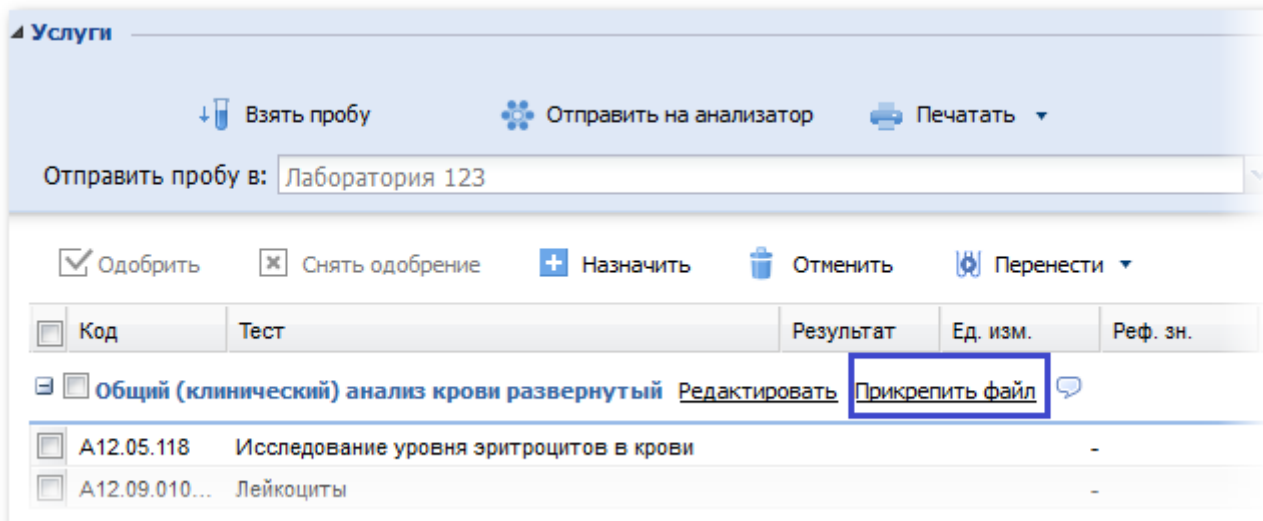 Услуги
Взять пробу Отправить на анализатор Печатать
Отправить пробу в: Лаборатория 123
Одобрить Снять одобрение Назначить Отменить Перенести
Код Тест Результат Ед. изм. Реф. зн.
Общий (клинический) анализ крови развернутый Редактировать Прикрепить файл
A12.05.118 Исследование уровня эритроцитов в крови -
A12.09.010... Лейкоциты -